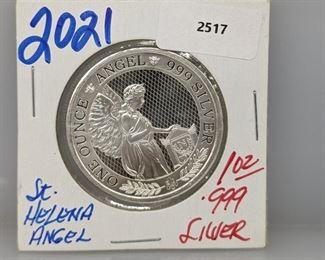 2021
2517
ONE OUNCE ANGEL 999 SILVER
St.
HELENA
ANGEL
1oz
.999
SILVER